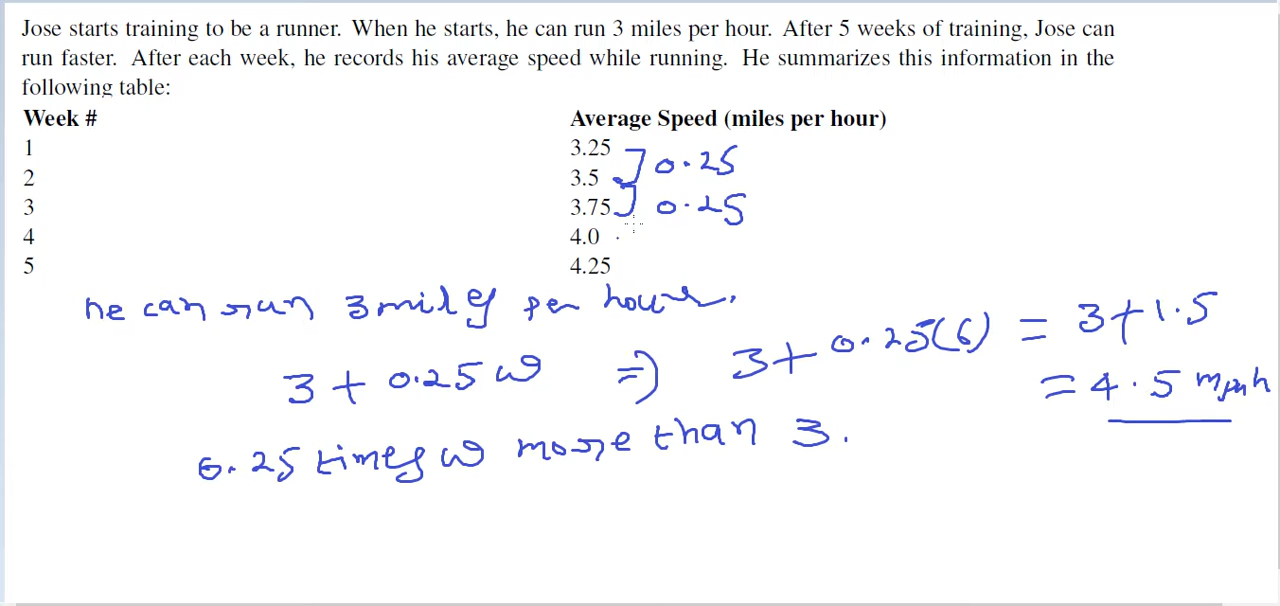 Jose starts training to be a runner. When he starts, he can run 3 miles per hour. After 5 weeks of training, Jose can
run faster. After each week, he records his average speed while running. He summarizes this information in the
following table:
Week # Average Speed (miles per hour)
1 3.25
2 3.5
3 3.75
4 4.0
5 4.25
0.25
0.25
he can run 3 miles per hour.
3 + 0.25 w ⇒ 3 + 0.25(6) = 3 + 1.5
= 4.5 mph
0.25 times w more than 3.